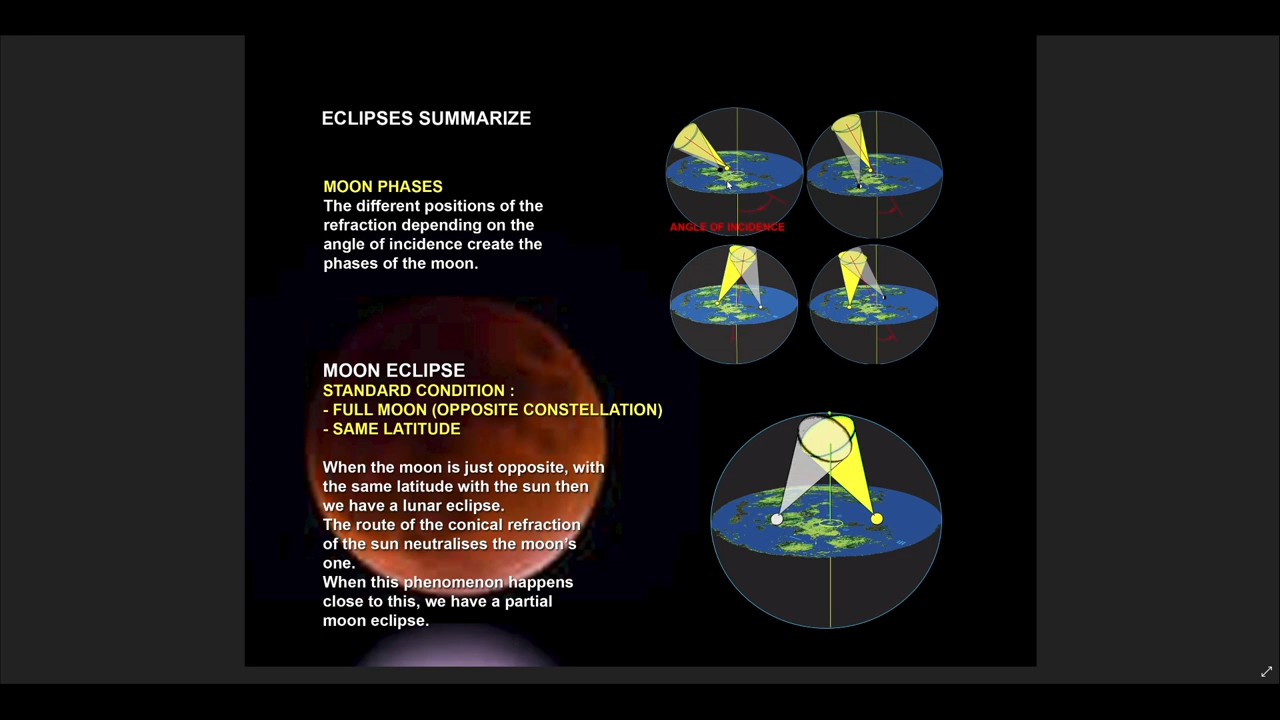 ECLIPSES SUMMARIZE
MOON PHASES
The different positions of the
refraction depending on the
angle of incidence create the
phases of the moon.
ANGLE OF INCIDENCE
MOON ECLIPSE
STANDARD CONDITION :
- FULL MOON (OPPOSITE CONSTELLATION)
- SAME LATITUDE
When the moon is just opposite, with
the same latitude with the sun then
we have a lunar eclipse.
The route of the conical refraction
of the sun neutralises the moon's
one.
When this phenomenon happens
close to this, we have a partial
moon eclipse.